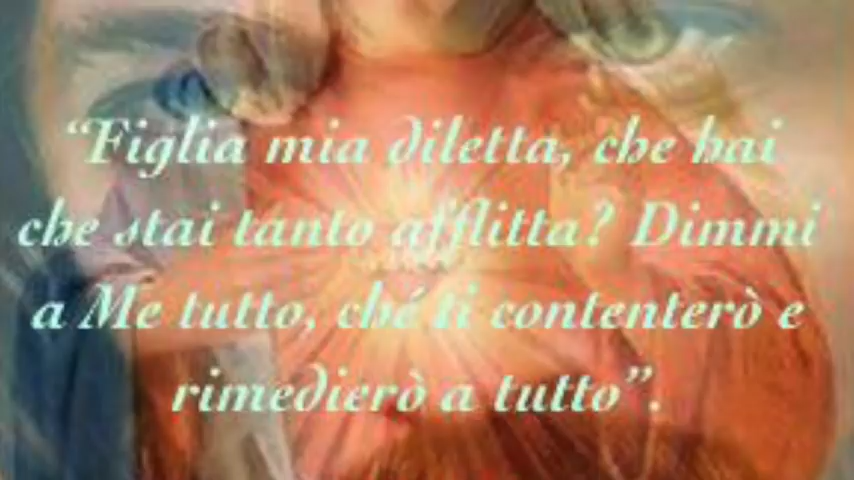 “Figlia mia diletta, che hai
che stai tanto afflitta? Dimmi
a Me tutto, ché ti contenterò e
rimedierò a tutto”.